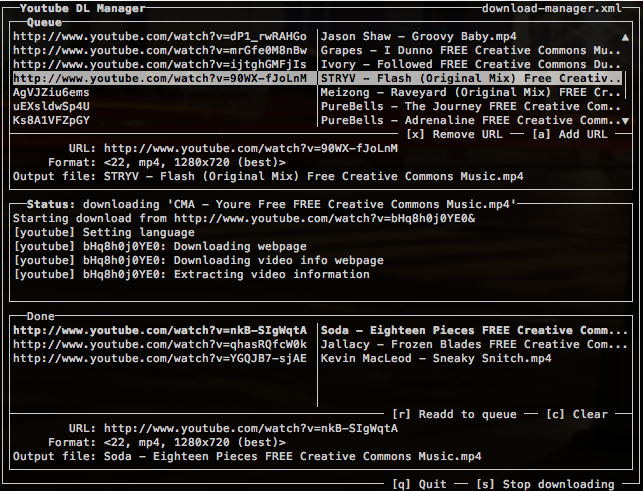 Youtube DL Manager download-manager.xml
Queue
http://www.youtube.com/watch?v=dP1_rwRAHGo Jason Shaw - Groovy Baby.mp4
http://www.youtube.com/watch?v=mrGfe0M8nBw Grapes - I Dunno FREE Creative Commons Mu..
http://www.youtube.com/watch?v=ijtghGMFjIs Ivory - Followed FREE Creative Commons Du..
http://www.youtube.com/watch?v=90WX-fJoLnM STRYV - Flash (Original Mix) Free Creativ..
AgVJZiu6ems Meizong - Raveyard (Original Mix) FREE Cr..
uEXsldwSp4U PureBells - The Journey FREE Creative Com..
Ks8A1VFZpGY PureBells - Adrenaline FREE Creative Comm..
[x] Remove URL [a] Add URL
URL: http://www.youtube.com/watch?v=90WX-fJoLnM
Format: <22, mp4, 1280x720 (best)>
Output file: STRYV - Flash (Original Mix) Free Creative Commons Music.mp4
Status: downloading 'CMA - Youre Free FREE Creative Commons Music.mp4'
Starting download from http://www.youtube.com/watch?v=bHq8h0j0YE0&
[youtube] Setting language
[youtube] bHq8h0j0YE0: Downloading webpage
[youtube] bHq8h0j0YE0: Downloading video info webpage
[youtube] bHq8h0j0YE0: Extracting video information
Done
http://www.youtube.com/watch?v=nkB-SIgWqtA Soda - Eighteen Pieces FREE Creative Comm...
http://www.youtube.com/watch?v=qhasRQfcW0k Jallacy - Frozen Blades FREE Creative Com...
http://www.youtube.com/watch?v=YGQJB7-sjAE Kevin MacLeod - Sneaky Snitch.mp4
[r] Readd to queue [c] Clear
URL: http://www.youtube.com/watch?v=nkB-SIgWqtA
Format: <22, mp4, 1280x720 (best)>
Output file: Soda - Eighteen Pieces FREE Creative Commons Music.mp4
[q] Quit [s] Stop downloading